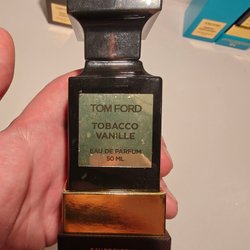 TOM FORD
TOBACCO
VANILLE
EAU DE PARFUM
50 ML